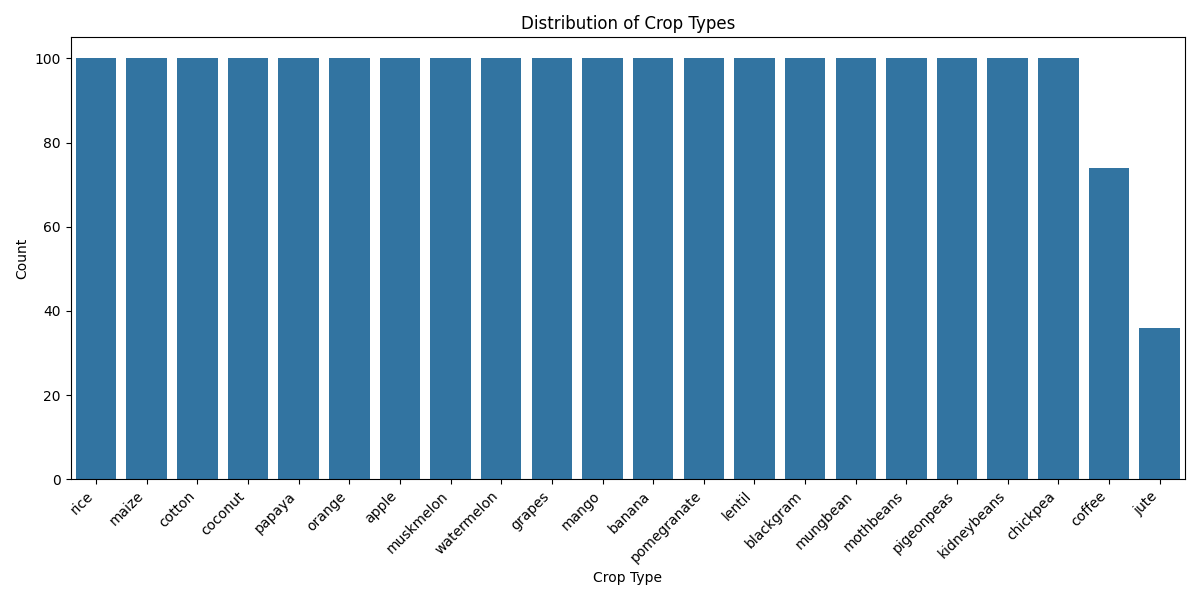 Distribution of Crop Types
Count
100
80
60
40
20
0
rice
maize
cotton
coconut
papaya
orange
apple
muskmelon
watermelon
grapes
mango
banana
pomegranate
lentil
blackgram
mungbean
mothbeans
pigeonpeas
kidneybeans
chickpea
coffee
jute
Crop Type